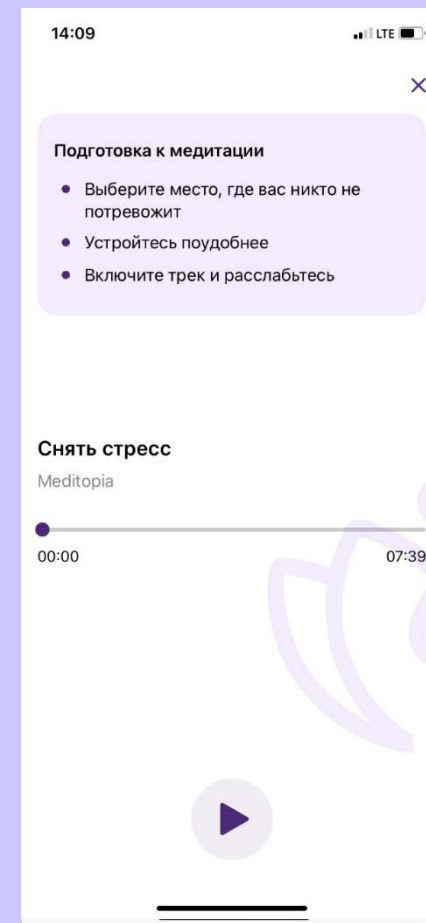 14:09
LTE
Подготовка к медитации
Выберите место, где вас никто не
потревожит
Устройтесь поудобнее
Включите трек и расслабьтесь
Снять стресс
Meditopia
00:00
07:39